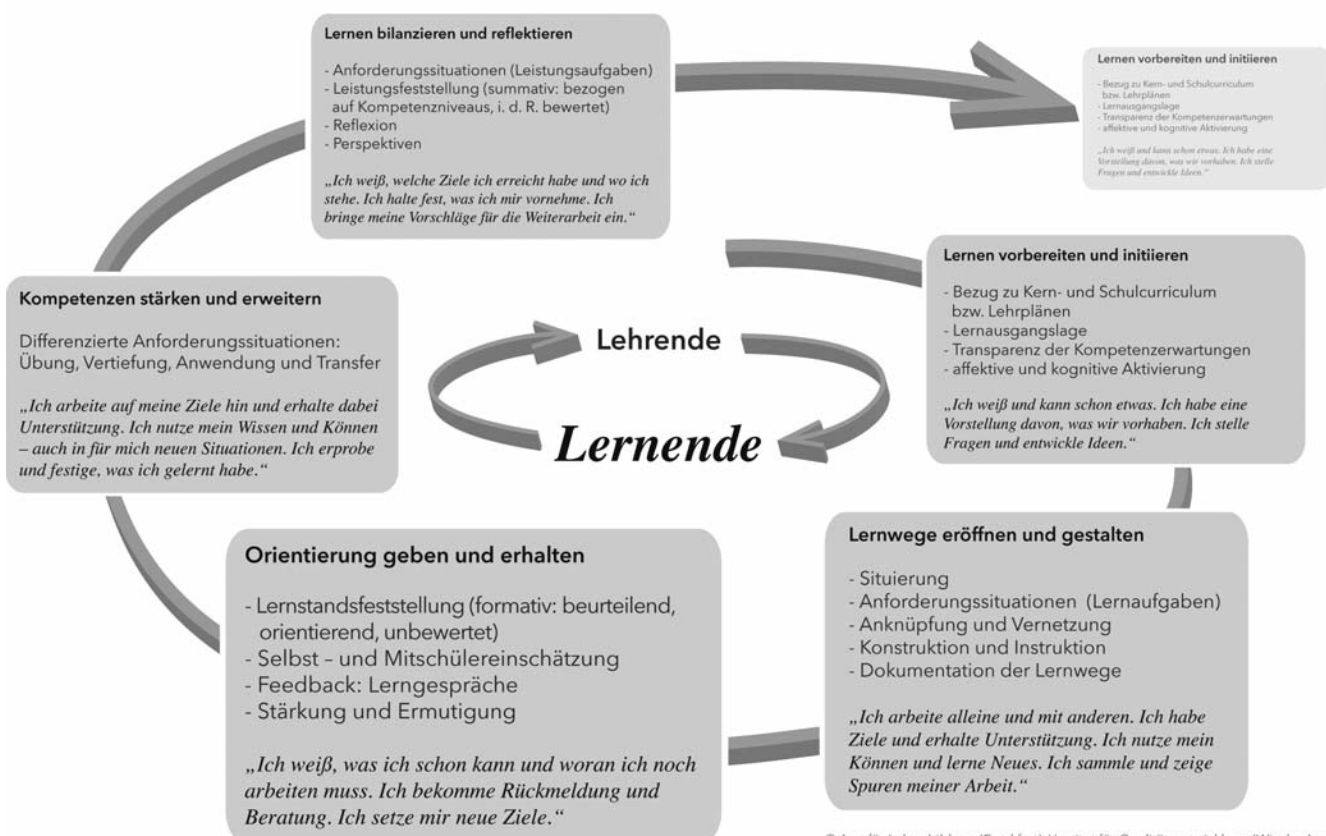 Lernen bilanzieren und reflektieren
- Anforderungssituationen (Leistungsaufgaben)
- Leistungsfeststellung (summativ: bezogen
auf Kompetenzniveaus, i. d. R. bewertet)
- Reflexion
- Perspektiven
„Ich weiß, welche Ziele ich erreicht habe und wo ich
stehe. Ich halte fest, was ich mir vornehme. Ich
bringe meine Vorschläge für die Weiterarbeit ein.“
Lernen vorbereiten und initiieren
- Bezug zu Kern- und Schulcurriculum
bzw. Lehrplänen
- Lernausgangslage
- Transparenz der Kompetenzerwartungen
- affektive und kognitive Aktivierung
„Ich weiß und kann schon etwas. Ich habe eine
Vorstellung davon, was wir vorhaben. Ich stelle
Fragen und entwickle Ideen.“
Lernen vorbereiten und initiieren
- Bezug zu Kern- und Schulcurriculum
bzw. Lehrplänen
- Lernausgangslage
- Transparenz der Kompetenzerwartungen
- affektive und kognitive Aktivierung
„Ich weiß und kann schon etwas. Ich habe eine
Vorstellung davon, was wir vorhaben. Ich stelle
Fragen und entwickle Ideen.“
Kompetenzen stärken und erweitern
Differenzierte Anforderungssituationen:
Übung, Vertiefung, Anwendung und Transfer
„Ich arbeite auf meine Ziele hin und erhalte dabei
Unterstützung. Ich nutze mein Wissen und Können
– auch in für mich neuen Situationen. Ich erprobe
und festige, was ich gelernt habe.“
Lehrende
Lernende
Orientierung geben und erhalten
- Lernstandsfeststellung (formativ: beurteilend,
orientierend, unbewertet)
- Selbst – und Mitschülereinschätzung
- Feedback: Lerngespräche
- Stärkung und Ermutigung
„Ich weiß, was ich schon kann und woran ich noch
arbeiten muss. Ich bekomme Rückmeldung und
Beratung. Ich setze mir neue Ziele.“
Lernwege eröffnen und gestalten
- Situierung
- Anforderungssituationen (Lernaufgaben)
- Anknüpfung und Vernetzung
- Konstruktion und Instruktion
- Dokumentation der Lernwege
„Ich arbeite alleine und mit anderen. Ich habe
Ziele und erhalte Unterstützung. Ich nutze mein
Können und lerne Neues. Ich sammle und zeige
Spuren meiner Arbeit.“